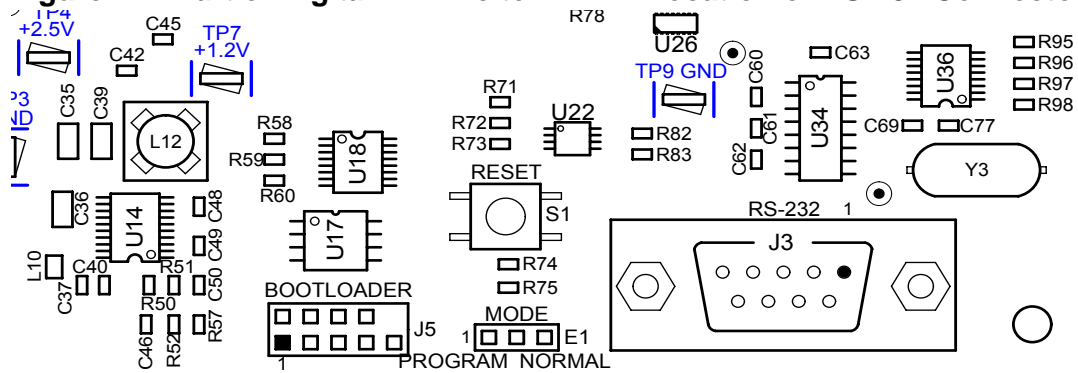 TP4
+2.5V
C45
TP7
+1.2V
C42
R78
U26
C60
C63
U36
R95
R96
R97
R98
TP9 GND
C35
C39
R71
R72
R73
U22
L12
R58
R59
R60
U18
R82
R83
C61
C62
U34
C69
C77
Y3
RESET
S1
C36
U14
C48
C49
C50
U17
RS-232
1
J3
L10
C37
C40
R51
R50
R74
R75
C46
R52
R57
BOOTLOADER
J5
1
MODE
1
E1
PROGRAM NORMAL